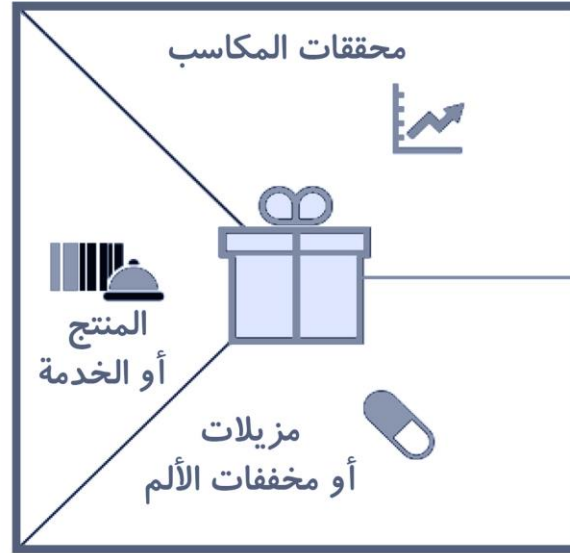 محققات المكاسب
المنتج
أو الخدمة
مزيلات
أو مخففات الألم